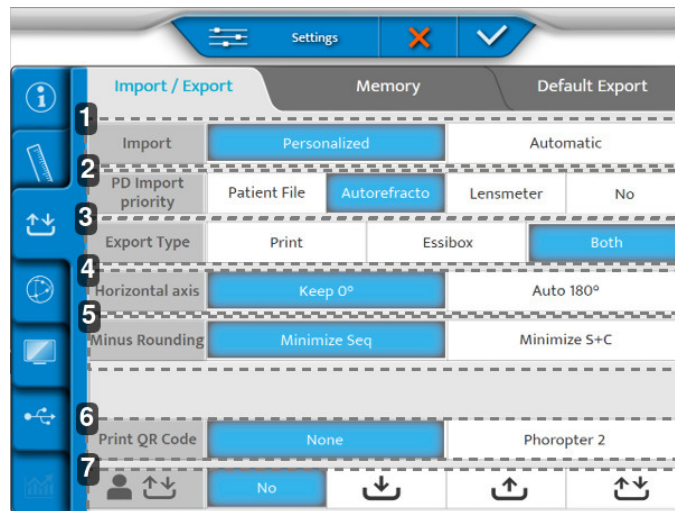 Settings
Import / Export Memory Default Export
1
Import Personalized Automatic
2
PD Import
priority Patient File Autorefracto Lensmeter No
3
Export Type Print Essibox Both
4
Horizontal axis Keep 0° Auto 180°
5
Minus Rounding Minimize Seq Minimize S+C
6
Print QR Code None Phoropter 2
7
No